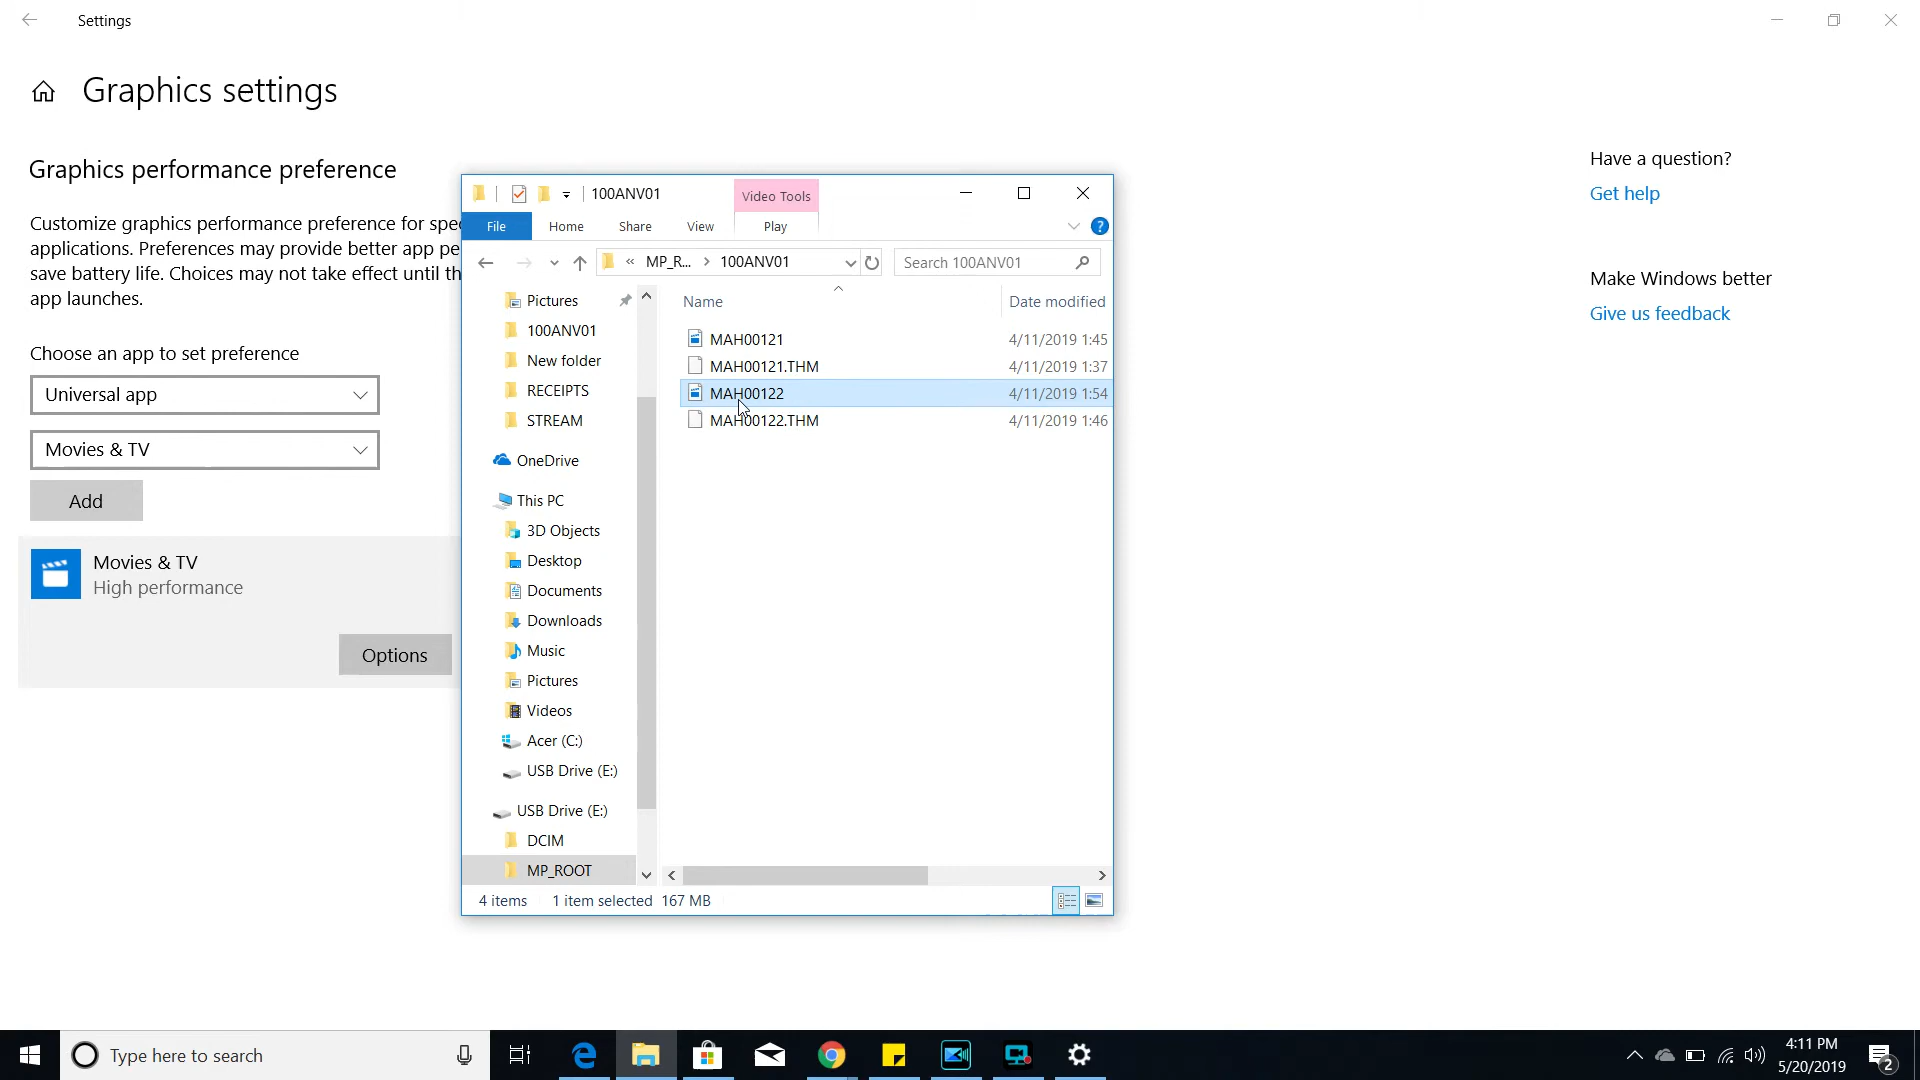 Settings
Graphics settings
Graphics performance preference
Customize graphics performance preference for spe
applications. Preferences may provide better app pe
save battery life. Choices may not take effect until th
app launches.
Choose an app to set preference
Universal app
Movies & TV
Add
Movies & TV
High performance
Options
100ANV01
Video Tools
File
Home
Share
View
Play
?
« MP_R... > 100ANV01
Search 100ANV01
Pictures
100ANV01
New folder
RECEIPTS
STREAM
OneDrive
This PC
3D Objects
Desktop
Documents
Downloads
Music
Pictures
Videos
Acer (C:)
USB Drive (E:)
USB Drive (E:)
DCIM
MP_ROOT
Name
Date modified
MAH00121
4/11/2019 1:45
MAH00121.THM
4/11/2019 1:37
MAH00122
4/11/2019 1:54
MAH00122.THM
4/11/2019 1:46
4 items
1 item selected 167 MB
Have a question?
Get help
Make Windows better
Give us feedback
Type here to search
4:11 PM
5/20/2019
2